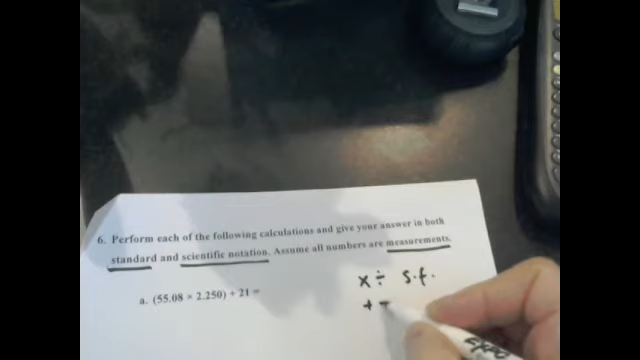 6. Perform each of the following calculations and give your answer in both
standard and scientific notation. Assume all numbers are measurements.
a. (55.08 × 2.250) + 21 =
x ÷ s.f.
+ -
EXPO